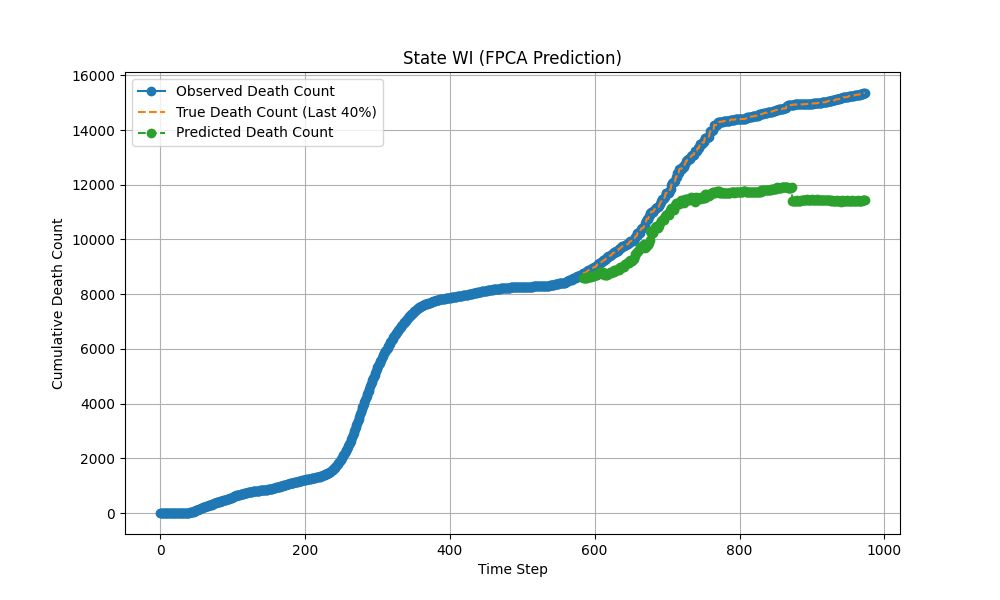 State WI (FPCA Prediction)
16000
14000
12000
10000
8000
6000
4000
2000
0
Cumulative Death Count
Observed Death Count
True Death Count (Last 40%)
Predicted Death Count
0 200 400 600 800 1000
Time Step